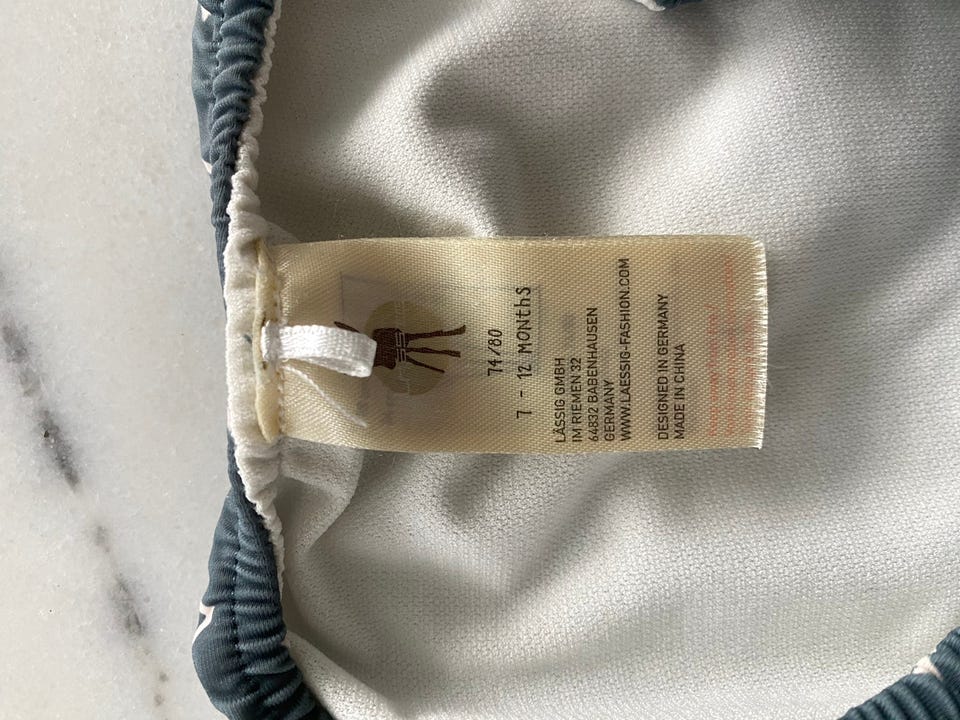 74/80
7 - 12 MONthS
LÄSSIG GMBH
IM RIEMEN 32
64832 BABENHAUSEN
GERMANY
WWW.LAESSIG-FASHION.COM
DESIGNED IN GERMANY
MADE IN CHINA